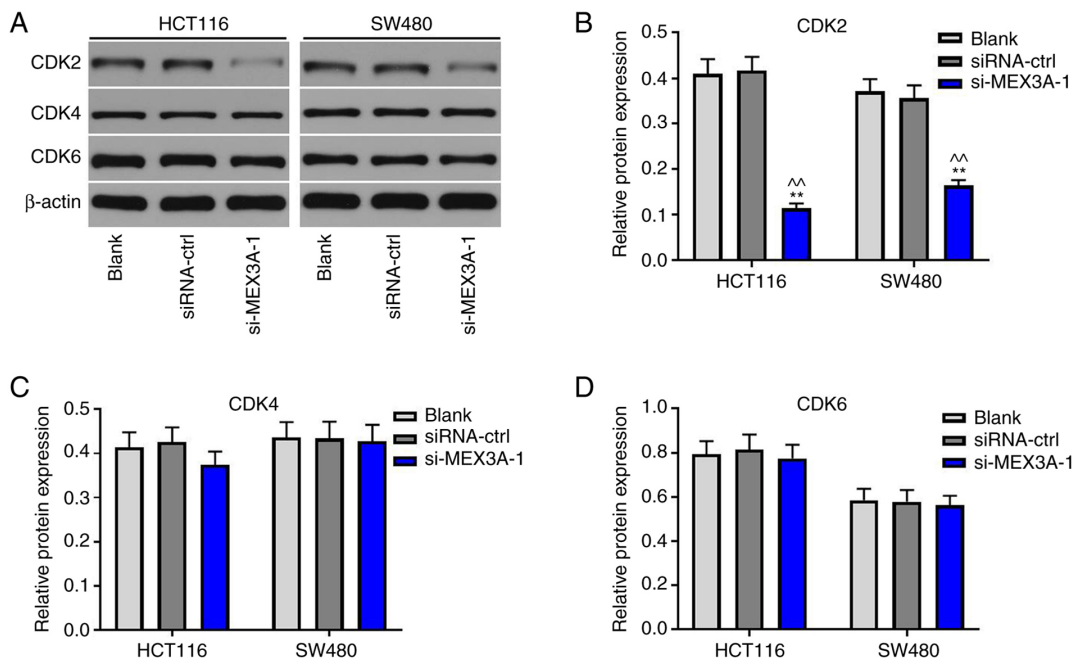 A
HCT116
SW480
CDK2
CDK4
CDK6
β-actin
Blank
siRNA-ctrl
si-MEX3A-1
Blank
siRNA-ctrl
si-MEX3A-1
B
CDK2
Relative protein expression
0.5
0.4
0.3
0.2
0.1
0.0
^^
**
^^
**
HCT116
SW480
Blank
siRNA-ctrl
si-MEX3A-1
C
CDK4
Relative protein expression
0.5
0.4
0.3
0.2
0.1
0.0
HCT116
SW480
Blank
siRNA-ctrl
si-MEX3A-1
D
CDK6
Relative protein expression
1.0
0.8
0.6
0.4
0.2
0.0
HCT116
SW480
Blank
siRNA-ctrl
si-MEX3A-1